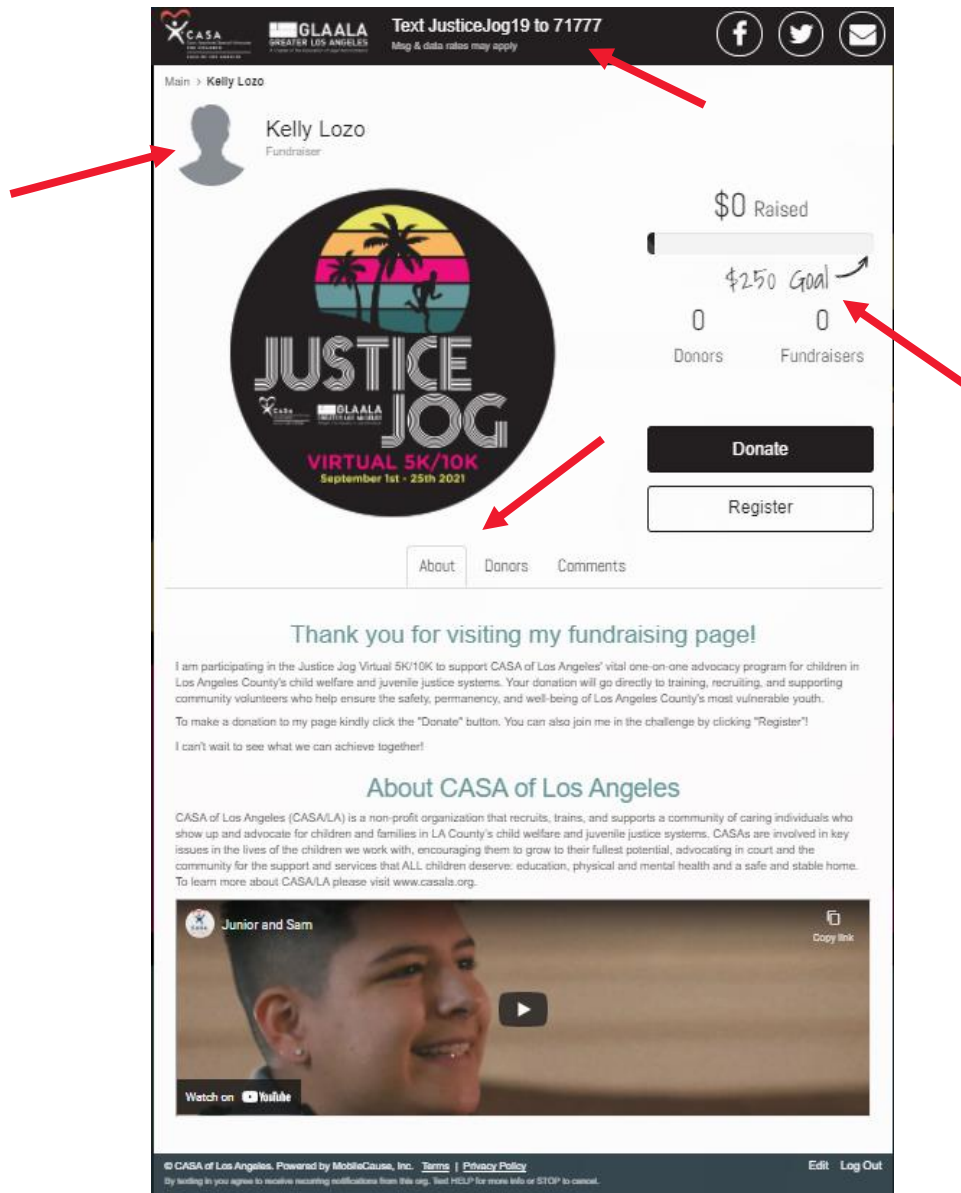 CASA
FOR CHILDREN
CASA OF LOS ANGELES
GLAALA
GREATER LOS ANGELES
Text JusticeJog19 to 71777
Msg & data rates may apply
Main > Kelly Lozo
Kelly Lozo
Fundraiser
$0 Raised
$250 Goal
0 0
Donors Fundraisers
JUSTICE
CASA GLAALA
GREATER LOS ANGELES
JOG
VIRTUAL 5K/10K
September 1st - 25th 2021
Donate
Register
About Donors Comments
Thank you for visiting my fundraising page!
I am participating in the Justice Jog Virtual 5K/10K to support CASA of Los Angeles' vital one-on-one advocacy program for children in
Los Angeles County's child welfare and juvenile justice systems. Your donation will go directly to training, recruiting, and supporting
community volunteers who help ensure the safety, permanency, and well-being of Los Angeles County's most vulnerable youth.
To make a donation to my page kindly click the "Donate" button. You can also join me in the challenge by clicking "Register"!
I can't wait to see what we can achieve together!
About CASA of Los Angeles
CASA of Los Angeles (CASA/LA) is a non-profit organization that recruits, trains, and supports a community of caring individuals who
show up and advocate for children and families in LA County's child welfare and juvenile justice systems. CASAs are involved in key
issues in the lives of the children we work with, encouraging them to grow to their fullest potential, advocating in court and the
community for the support and services that ALL children deserve: education, physical and mental health and a safe and stable home.
To learn more about CASA/LA please visit www.casala.org.
Junior and Sam
Copy link
Watch on YouTube
© CASA of Los Angeles. Powered by MobileCause, Inc. Terms | Privacy Policy
Edit Log Out
By texting in you agree to receive recurring notifications from this org. Text HELP for more info or STOP to cancel.